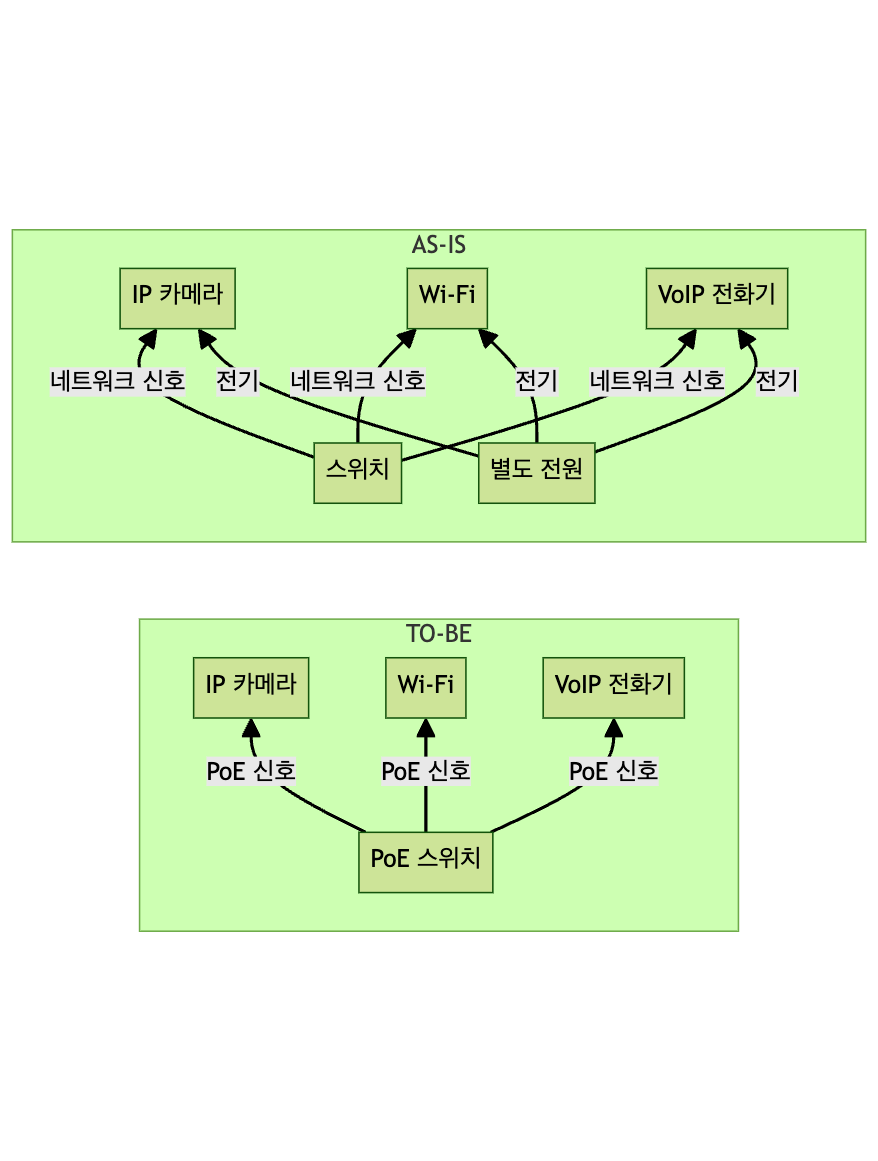 AS-IS
IP 카메라
Wi-Fi
VoIP 전화기
네트워크 신호
전기
네트워크 신호
전기
네트워크 신호
전기
스위치
별도 전원
TO-BE
IP 카메라
Wi-Fi
VoIP 전화기
PoE 신호
PoE 신호
PoE 신호
PoE 스위치